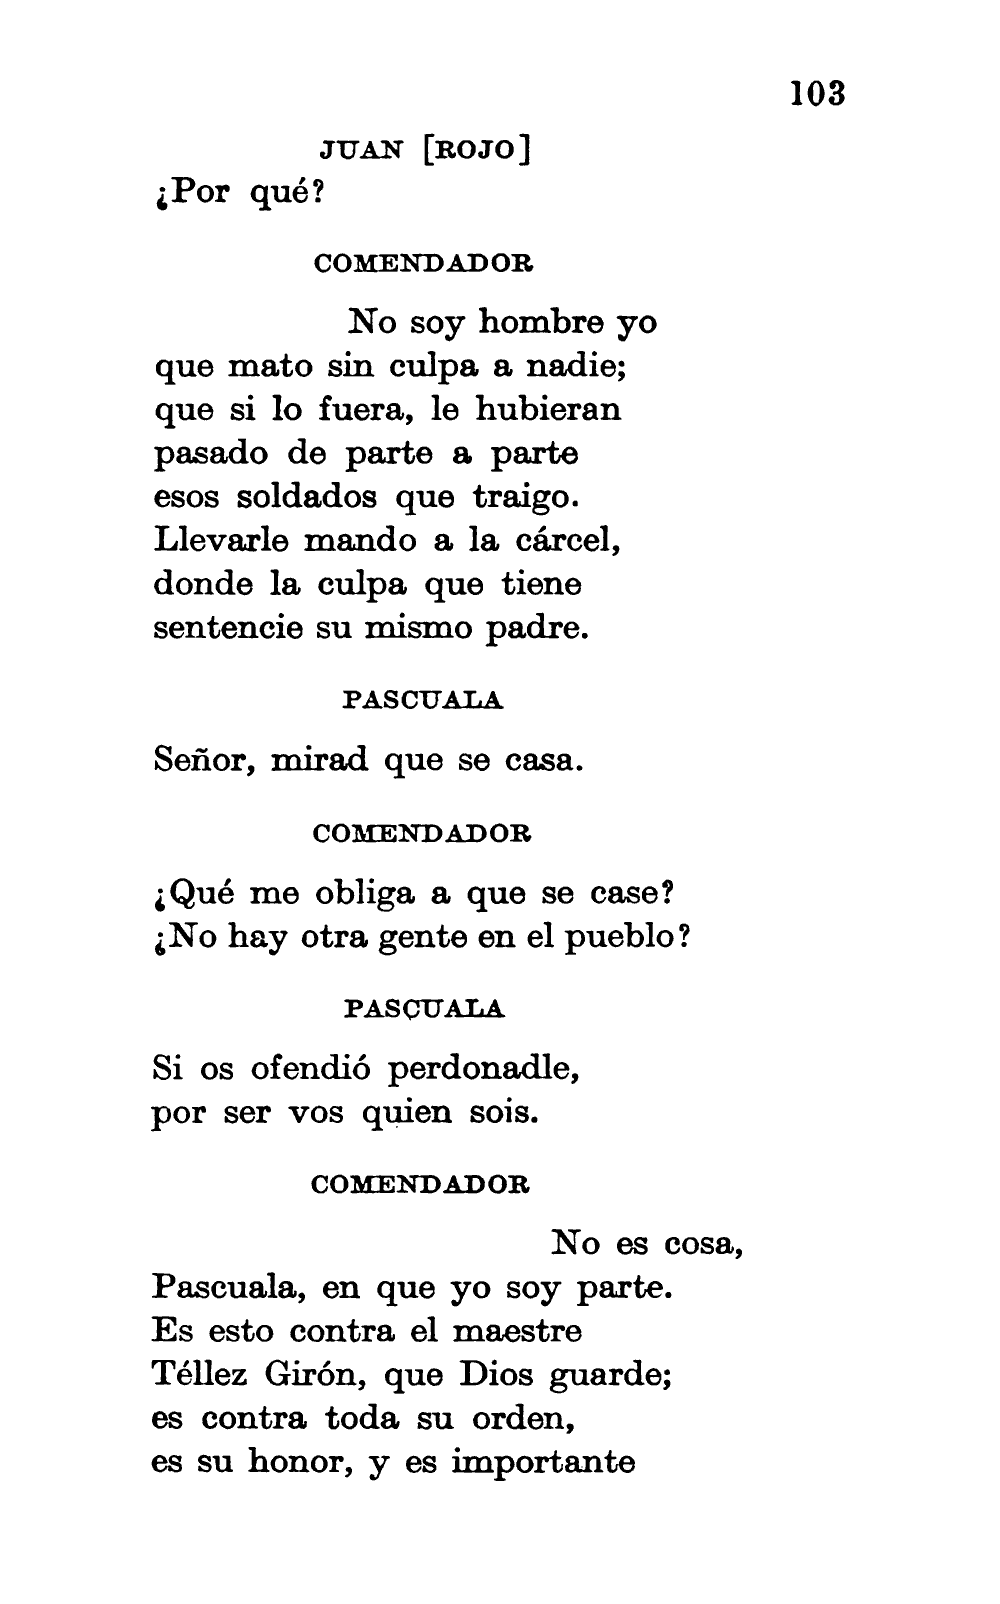 103
JUAN [ROJO]
¿Por qué?
COMENDADOR
No soy hombre yo
que mato sin culpa a nadie;
que si lo fuera, le hubieran
pasado de parte a parte
esos soldados que traigo.
Llevarle mando a la cárcel,
donde la culpa que tiene
sentencie su mismo padre.
PASCUALA
Señor, mirad que se casa.
COMENDADOR
¿Qué me obliga a que se case?
¿No hay otra gente en el pueblo?
PASCUALA
Si os ofendió perdonadle,
por ser vos quien sois.
COMENDADOR
No es cosa,
Pascuala, en que yo soy parte.
Es esto contra el maestre
Téllez Girón, que Dios guarde;
es contra toda su orden,
es su honor, y es importante